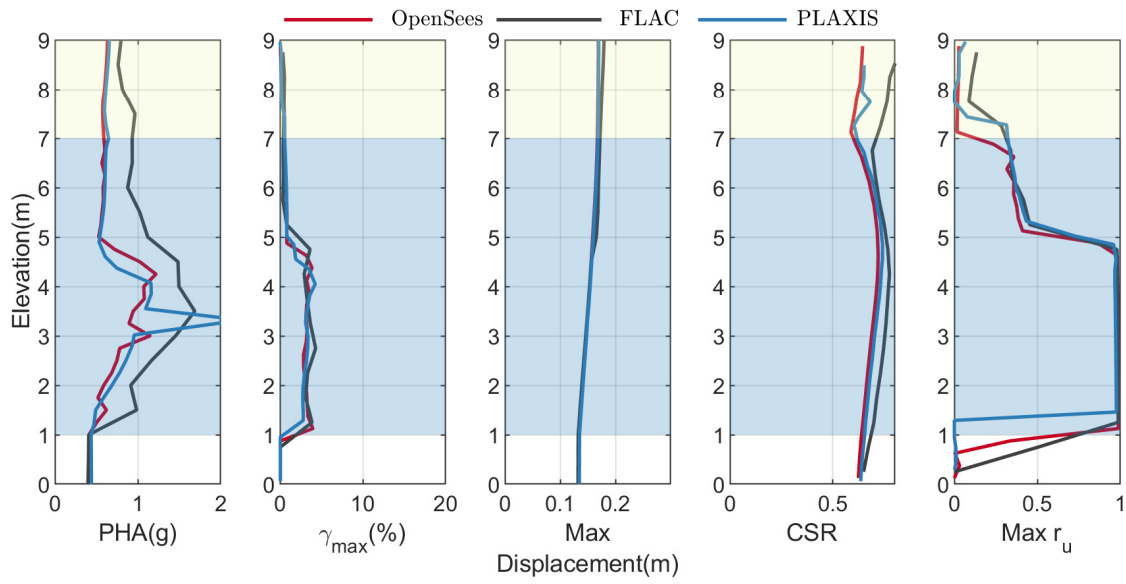 OpenSees FLAC PLAXIS
9 9 9 9 9
8 8 8 8 8
7 7 7 7 7
6 6 6 6 6
5 5 5 5 5
4 4 4 4 4
3 3 3 3 3
2 2 2 2 2
1 1 1 1 1
0 0 0 0 0
Elevation(m)
0 1 2 0 10 20 0 0.1 0.2 0 0.5 0 0.5 1
PHA(g) γmax(%) Max CSR Max ru
Displacement(m)